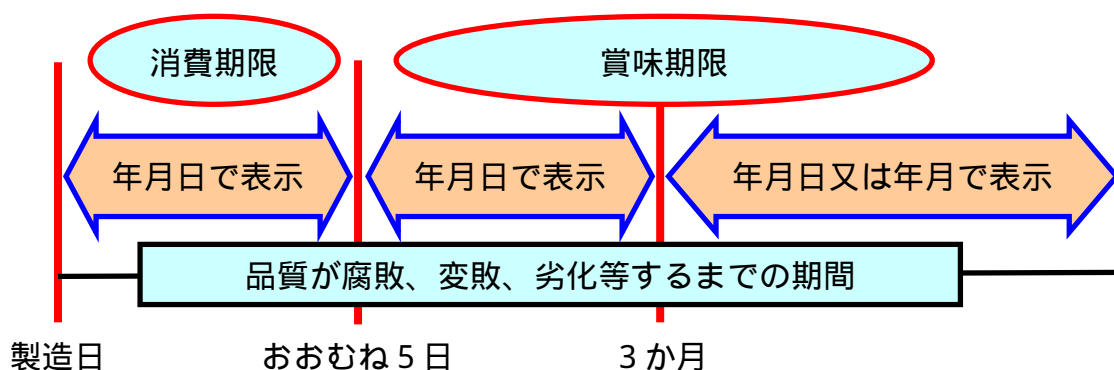 消費期限
賞味期限
年月日で表示
年月日で表示
年月日又は年月で表示
品質が腐敗、変敗、劣化等するまでの期間
製造日
おおむね5日
3か月